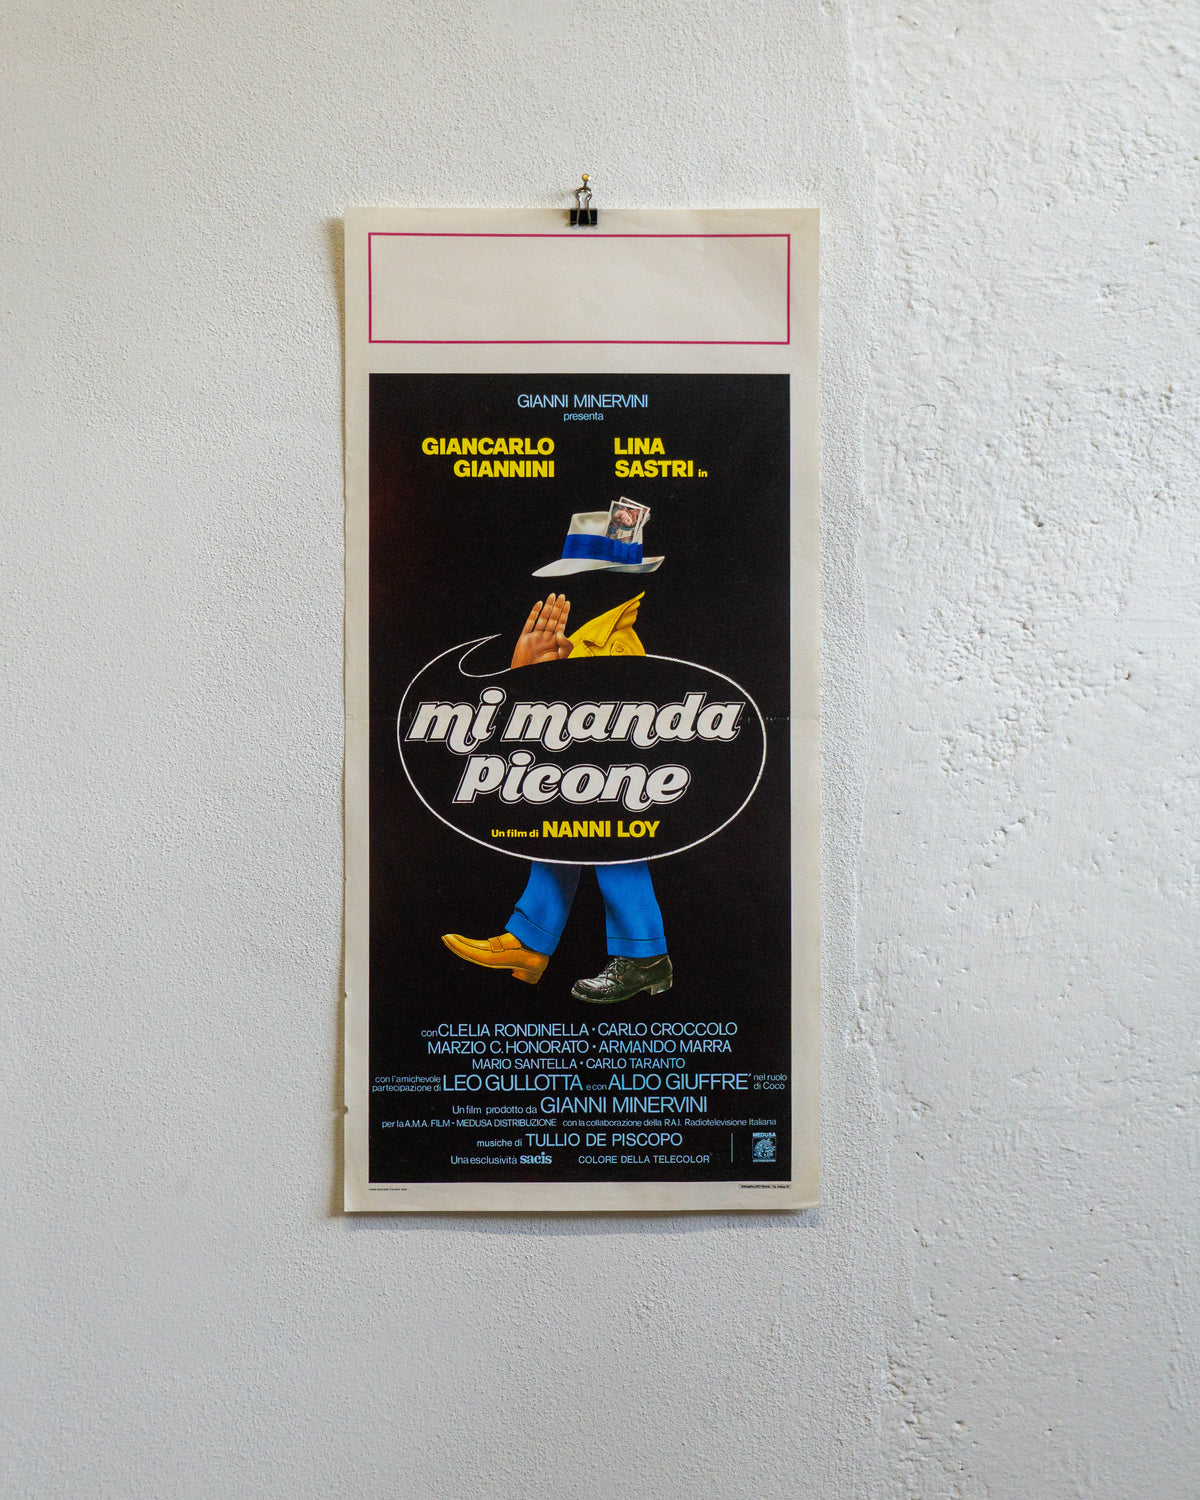 GIANNI MINERVINI
presenta
GIANCARLO GIANNINI
LINA SASTRI in
mi manda
picone
Un film di NANNI LOY
con CLELIA RONDINELLA · CARLO CROCCOLO
MARZIO C. HONORATO · ARMANDO MARRA
MARIO SANTELLA · CARLO TARANTO
con l'amichevole partecipazione di LEO GULLOTTA e con ALDO GIUFFRE' nel ruolo di Coco
Un film prodotto da GIANNI MINERVINI
per la A.M.A. FILM - MEDUSA DISTRIBUZIONE con la collaborazione della R.A.I. Radiotelevisione Italiana
musiche di TULLIO DE PISCOPO
Una esclusività sacis COLORE DELLA TELECOLOR
MEDUSA
DISTRIBUZIONE